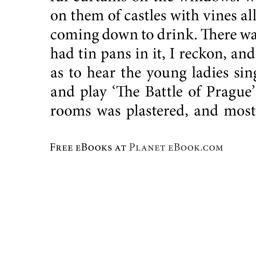 on them of castles with vines all
coming down to drink. There wa
had tin pans in it, I reckon, and
as to hear the young ladies sing
and play ‘The Battle of Prague’
rooms was plastered, and most
Free eBooks at Planet eBook.com